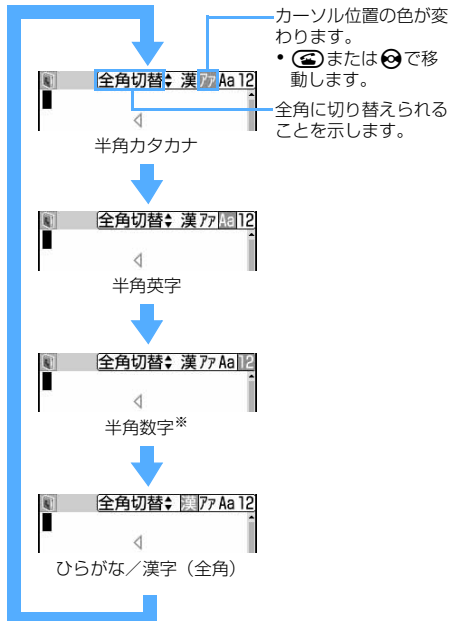 カーソル位置の色が変
わります。
• または で移
動します。
全角切替 漢 アァ Aa 12
全角に切り替えられる
ことを示します。
半角カタカナ
全角切替 漢 アァ Aa 12
半角英字
全角切替 漢 アァ Aa 12
半角数字※
全角切替 漢 アァ Aa 12
ひらがな／漢字（全角）